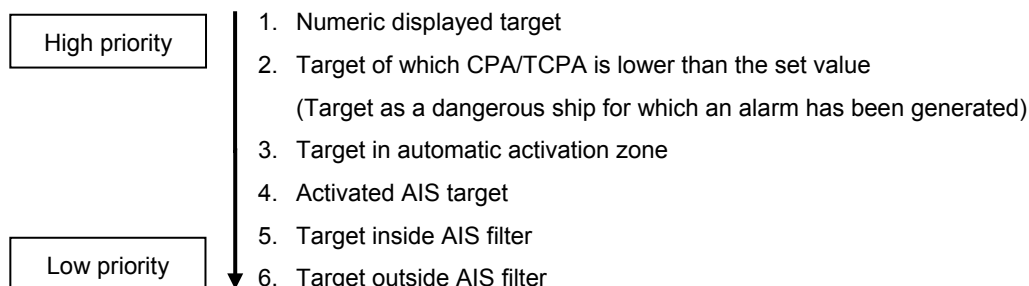 High priority
1. Numeric displayed target
2. Target of which CPA/TCPA is lower than the set value
(Target as a dangerous ship for which an alarm has been generated)
3. Target in automatic activation zone
4. Activated AIS target
5. Target inside AIS filter
Low priority
6. Target outside AIS filter